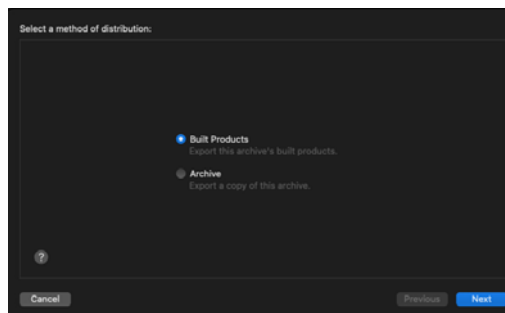 Select a method of distribution:
Built Products
Export this archive's built products.
Archive
Export a copy of this archive.
?
Cancel
Previous
Next